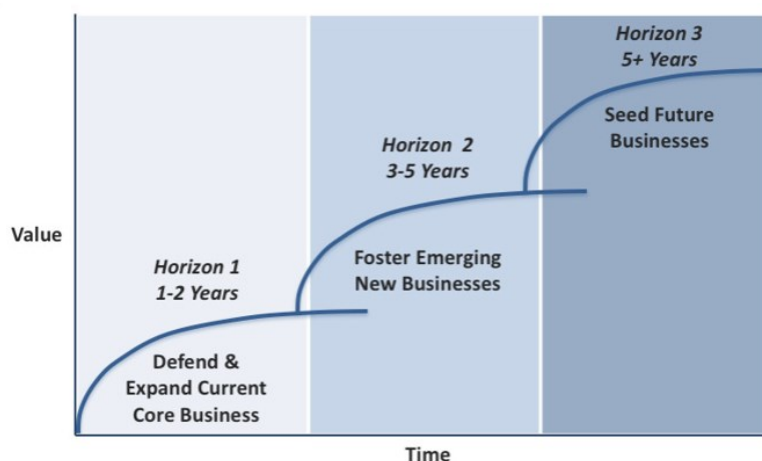 Horizon 3
5+ Years
Seed Future
Businesses
Horizon 2
3-5 Years
Foster Emerging
New Businesses
Value
Horizon 1
1-2 Years
Defend &
Expand Current
Core Business
Time